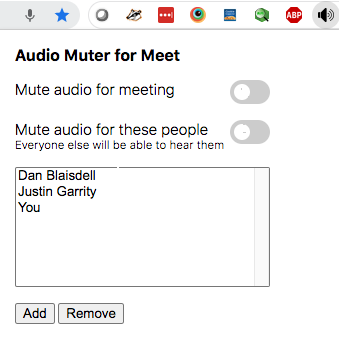 ABP
Audio Muter for Meet
Mute audio for meeting
Mute audio for these people
Everyone else will be able to hear them
Dan Blaisdell
Justin Garrity
You
Add
Remove